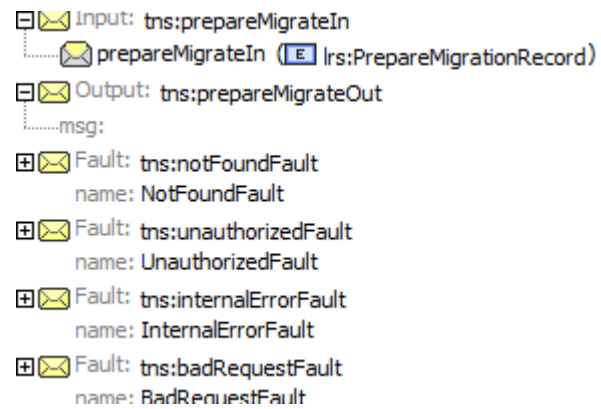 Input: tns:prepareMigrateIn
prepareMigrateIn (E lrs:PrepareMigrationRecord)
Output: tns:prepareMigrateOut
msg:
Fault: tns:notFoundFault
name: NotFoundFault
Fault: tns:unauthorizedFault
name: UnauthorizedFault
Fault: tns:internalErrorFault
name: InternalErrorFault
Fault: tns:badRequestFault
name: BadRequestFault